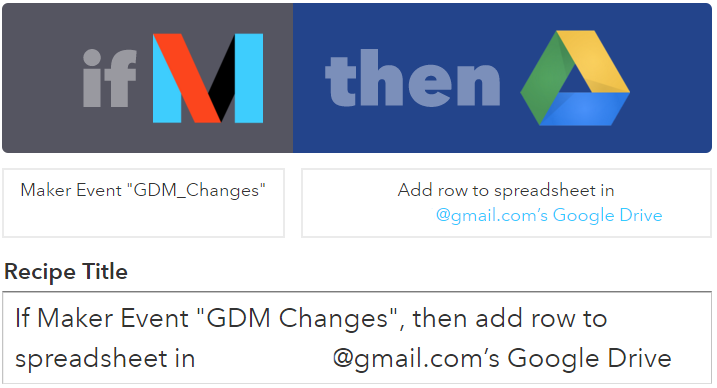 if M then
Maker Event "GDM_Changes"
Add row to spreadsheet in
@gmail.com's Google Drive
Recipe Title
If Maker Event "GDM Changes", then add row to
spreadsheet in @gmail.com's Google Drive